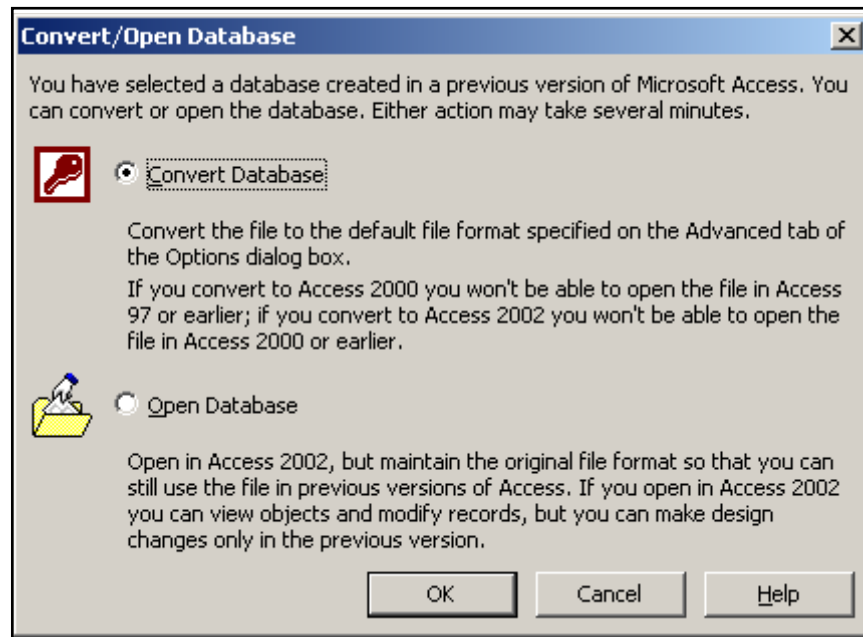 Convert/Open Database
You have selected a database created in a previous version of Microsoft Access. You
can convert or open the database. Either action may take several minutes.
Convert Database
Convert the file to the default file format specified on the Advanced tab of
the Options dialog box.
If you convert to Access 2000 you won't be able to open the file in Access
97 or earlier; if you convert to Access 2002 you won't be able to open the
file in Access 2000 or earlier.
Open Database
Open in Access 2002, but maintain the original file format so that you can
still use the file in previous versions of Access. If you open in Access 2002
you can view objects and modify records, but you can make design
changes only in the previous version.
OK Cancel Help